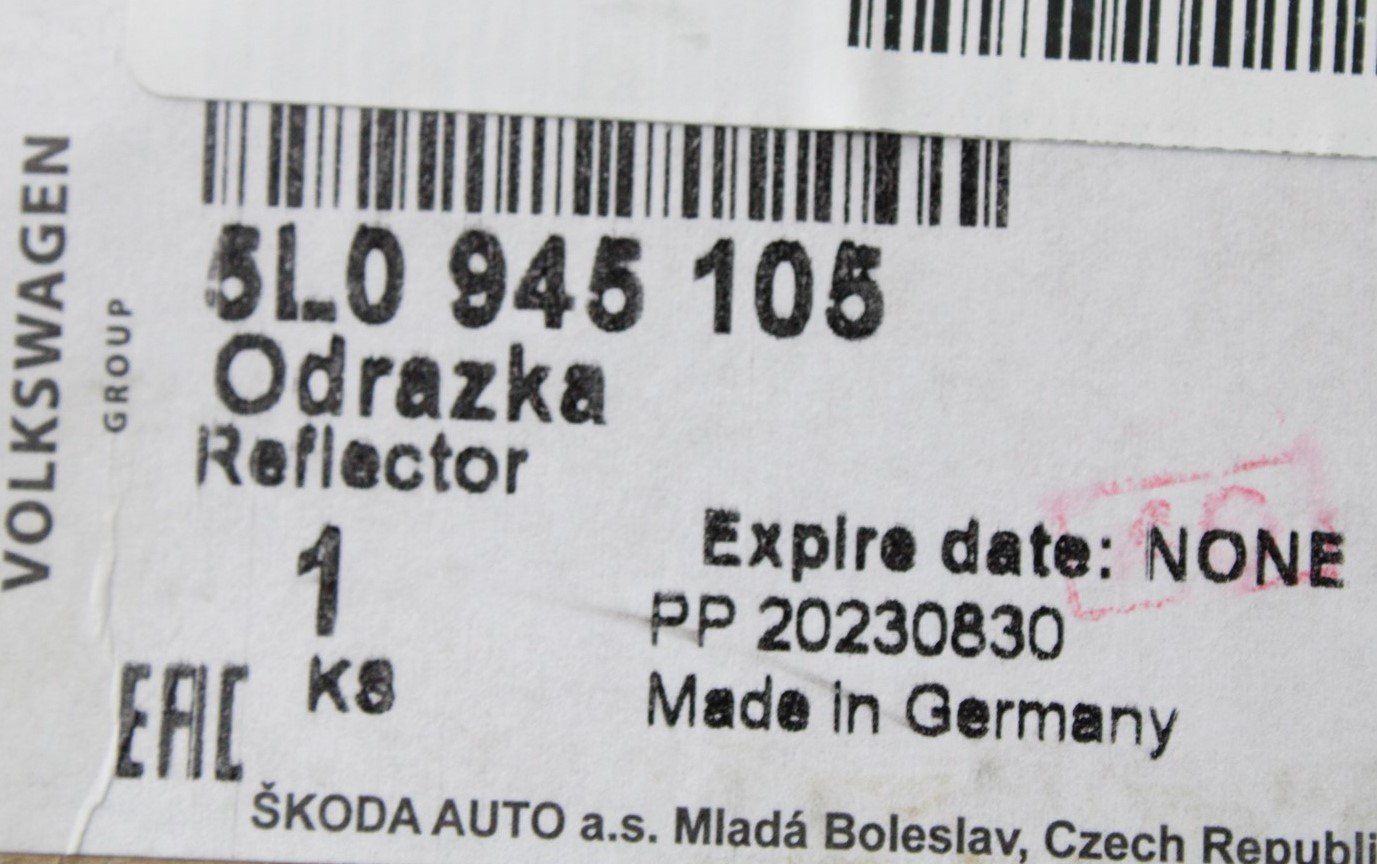 VOLKSWAGEN
GROUP
5L0 945 105
Odrazka
Reflector
1
ks
Expire date: NONE
PP 20230830
Made in Germany
EAC
ŠKODA AUTO a.s. Mladá Boleslav, Czech Republi